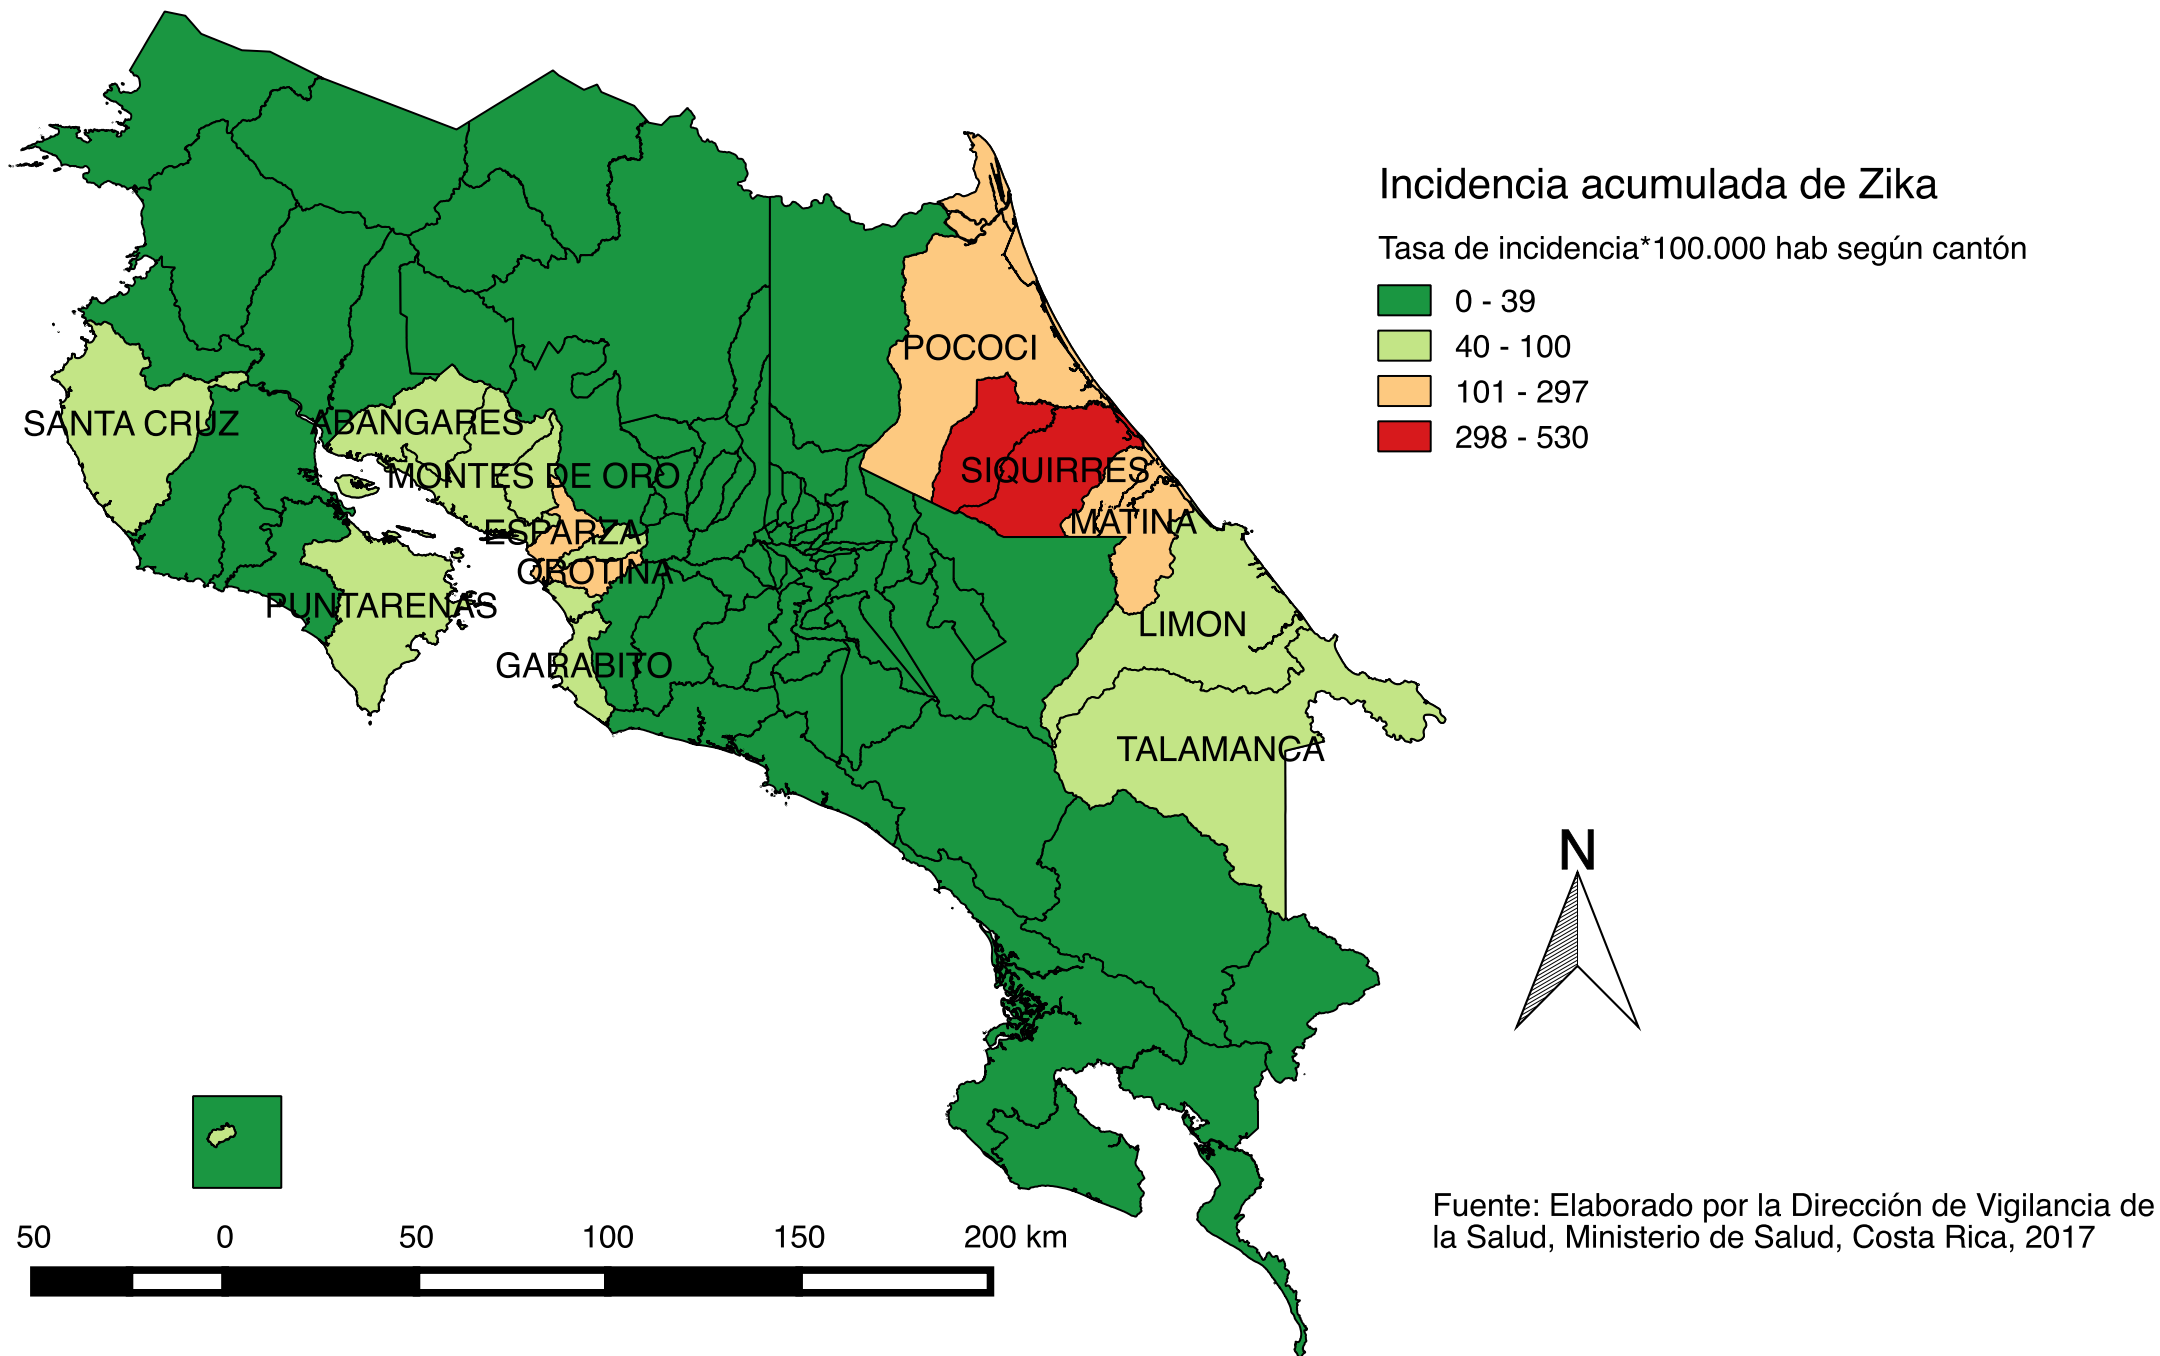 Incidencia acumulada de Zika
Tasa de incidencia*100.000 hab según cantón
0 - 39
40 - 100
101 - 297
298 - 530
POCOCI
SANTA CRUZ
ABANGARES
SIQUIRRES
MONTES DE ORO
MATINA
ESPARZA
OROTINA
PUNTARENAS
LIMON
GARABITO
TALAMANCA
N
Fuente: Elaborado por la Dirección de Vigilancia de
la Salud, Ministerio de Salud, Costa Rica, 2017
50 0 50 100 150 200 km